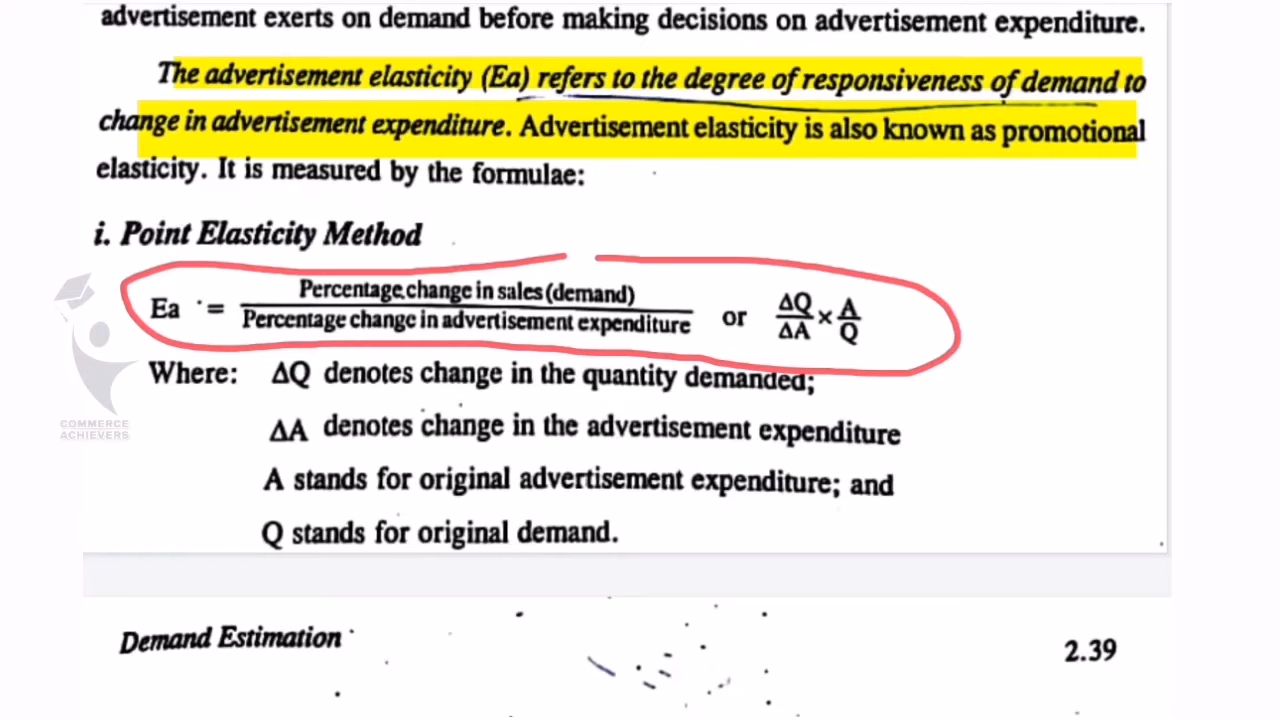 advertisement exerts on demand before making decisions on advertisement expenditure.
The advertisement elasticity (Ea) refers to the degree of responsiveness of demand to
change in advertisement expenditure. Advertisement elasticity is also known as promotional
elasticity. It is measured by the formulae:
i. Point Elasticity Method
Ea = Percentage change in sales (demand) / Percentage change in advertisement expenditure or ΔQ/ΔA × A/Q
Where: ΔQ denotes change in the quantity demanded;
ΔA denotes change in the advertisement expenditure
A stands for original advertisement expenditure; and
Q stands for original demand.
COMMERCE
ACHIEVERS
Demand Estimation
2.39